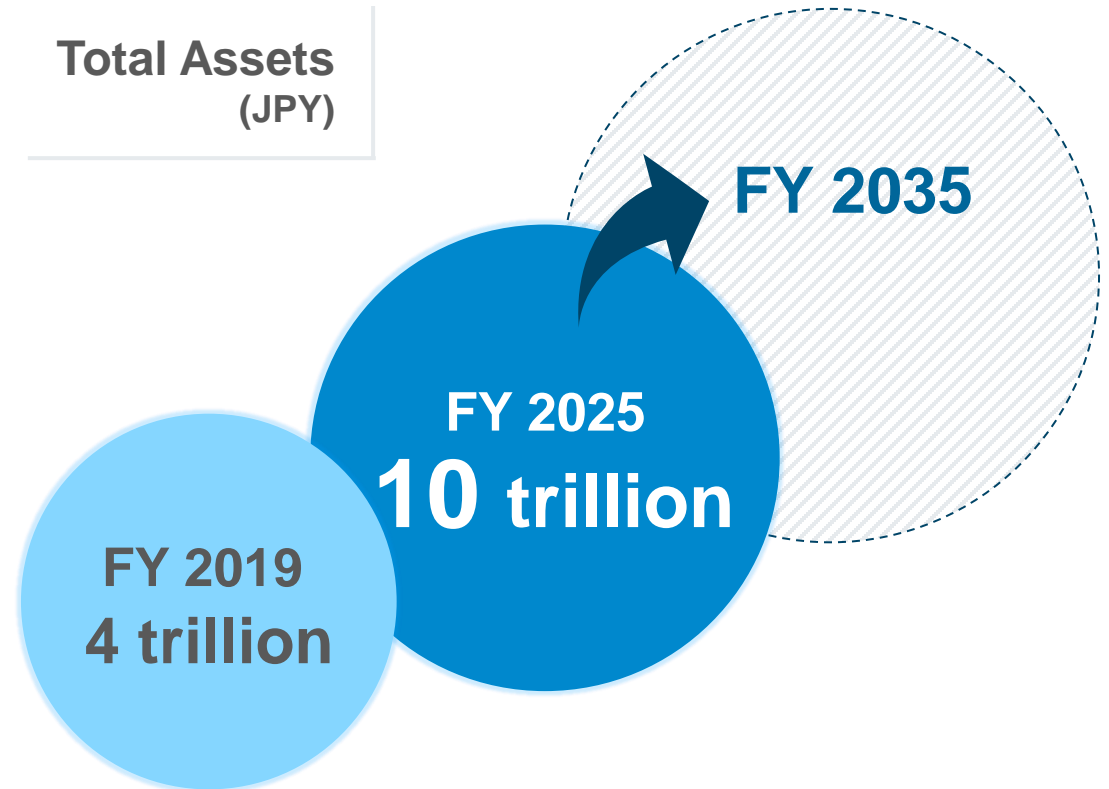 Total Assets
(JPY)
FY 2035
FY 2025
10 trillion
FY 2019
4 trillion